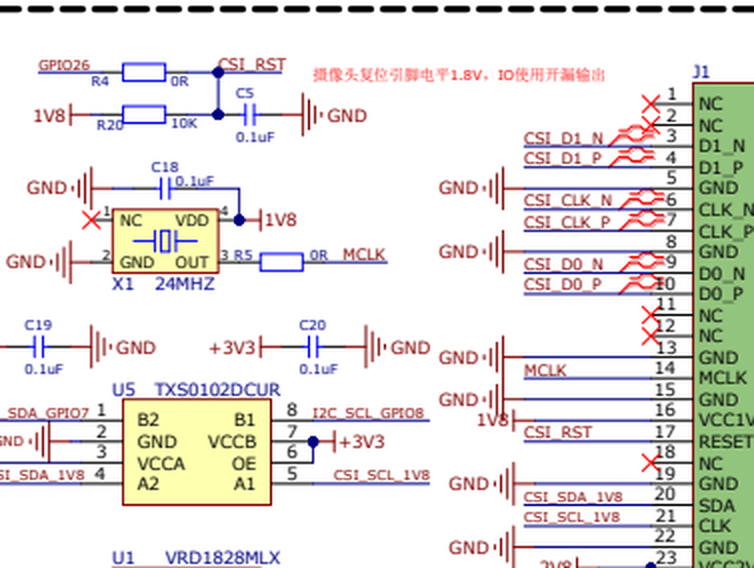 GPIO26
R4
0R
CSI_RST
摄像头复位引脚电平1.8V，IO使用开漏输出
1V8
R20
10K
C5
0.1uF
GND
GND
C18
0.1uF
1
NC
VDD
4
1V8
GND
2
GND
OUT
3
R5
0R
MCLK
X1
24MHZ
C19
0.1uF
GND
+3V3
C20
0.1uF
GND
U5
TXS0102DCUR
_SDA_GPIO7
1
B2
B1
8
I2C_SCL_GPIO8
GND
2
GND
VCCB
7
+3V3
3
VCCA
OE
6
SI_SDA_1V8
4
A2
A1
5
CSI_SCL_1V8
U1
VRD1828MLX
J1
1
NC
2
NC
CSI_D1_N
3
D1_N
CSI_D1_P
4
D1_P
GND
5
GND
CSI_CLK_N
6
CLK_N
CSI_CLK_P
7
CLK_P
GND
8
GND
CSI_D0_N
9
D0_N
CSI_D0_P
10
D0_P
11
NC
12
NC
GND
13
GND
MCLK
14
MCLK
GND
15
GND
1V8
16
VCC1V
CSI_RST
17
RESET
18
NC
GND
19
GND
CSI_SDA_1V8
20
SDA
CSI_SCL_1V8
21
CLK
GND
22
GND
2V8
23
VCC2V